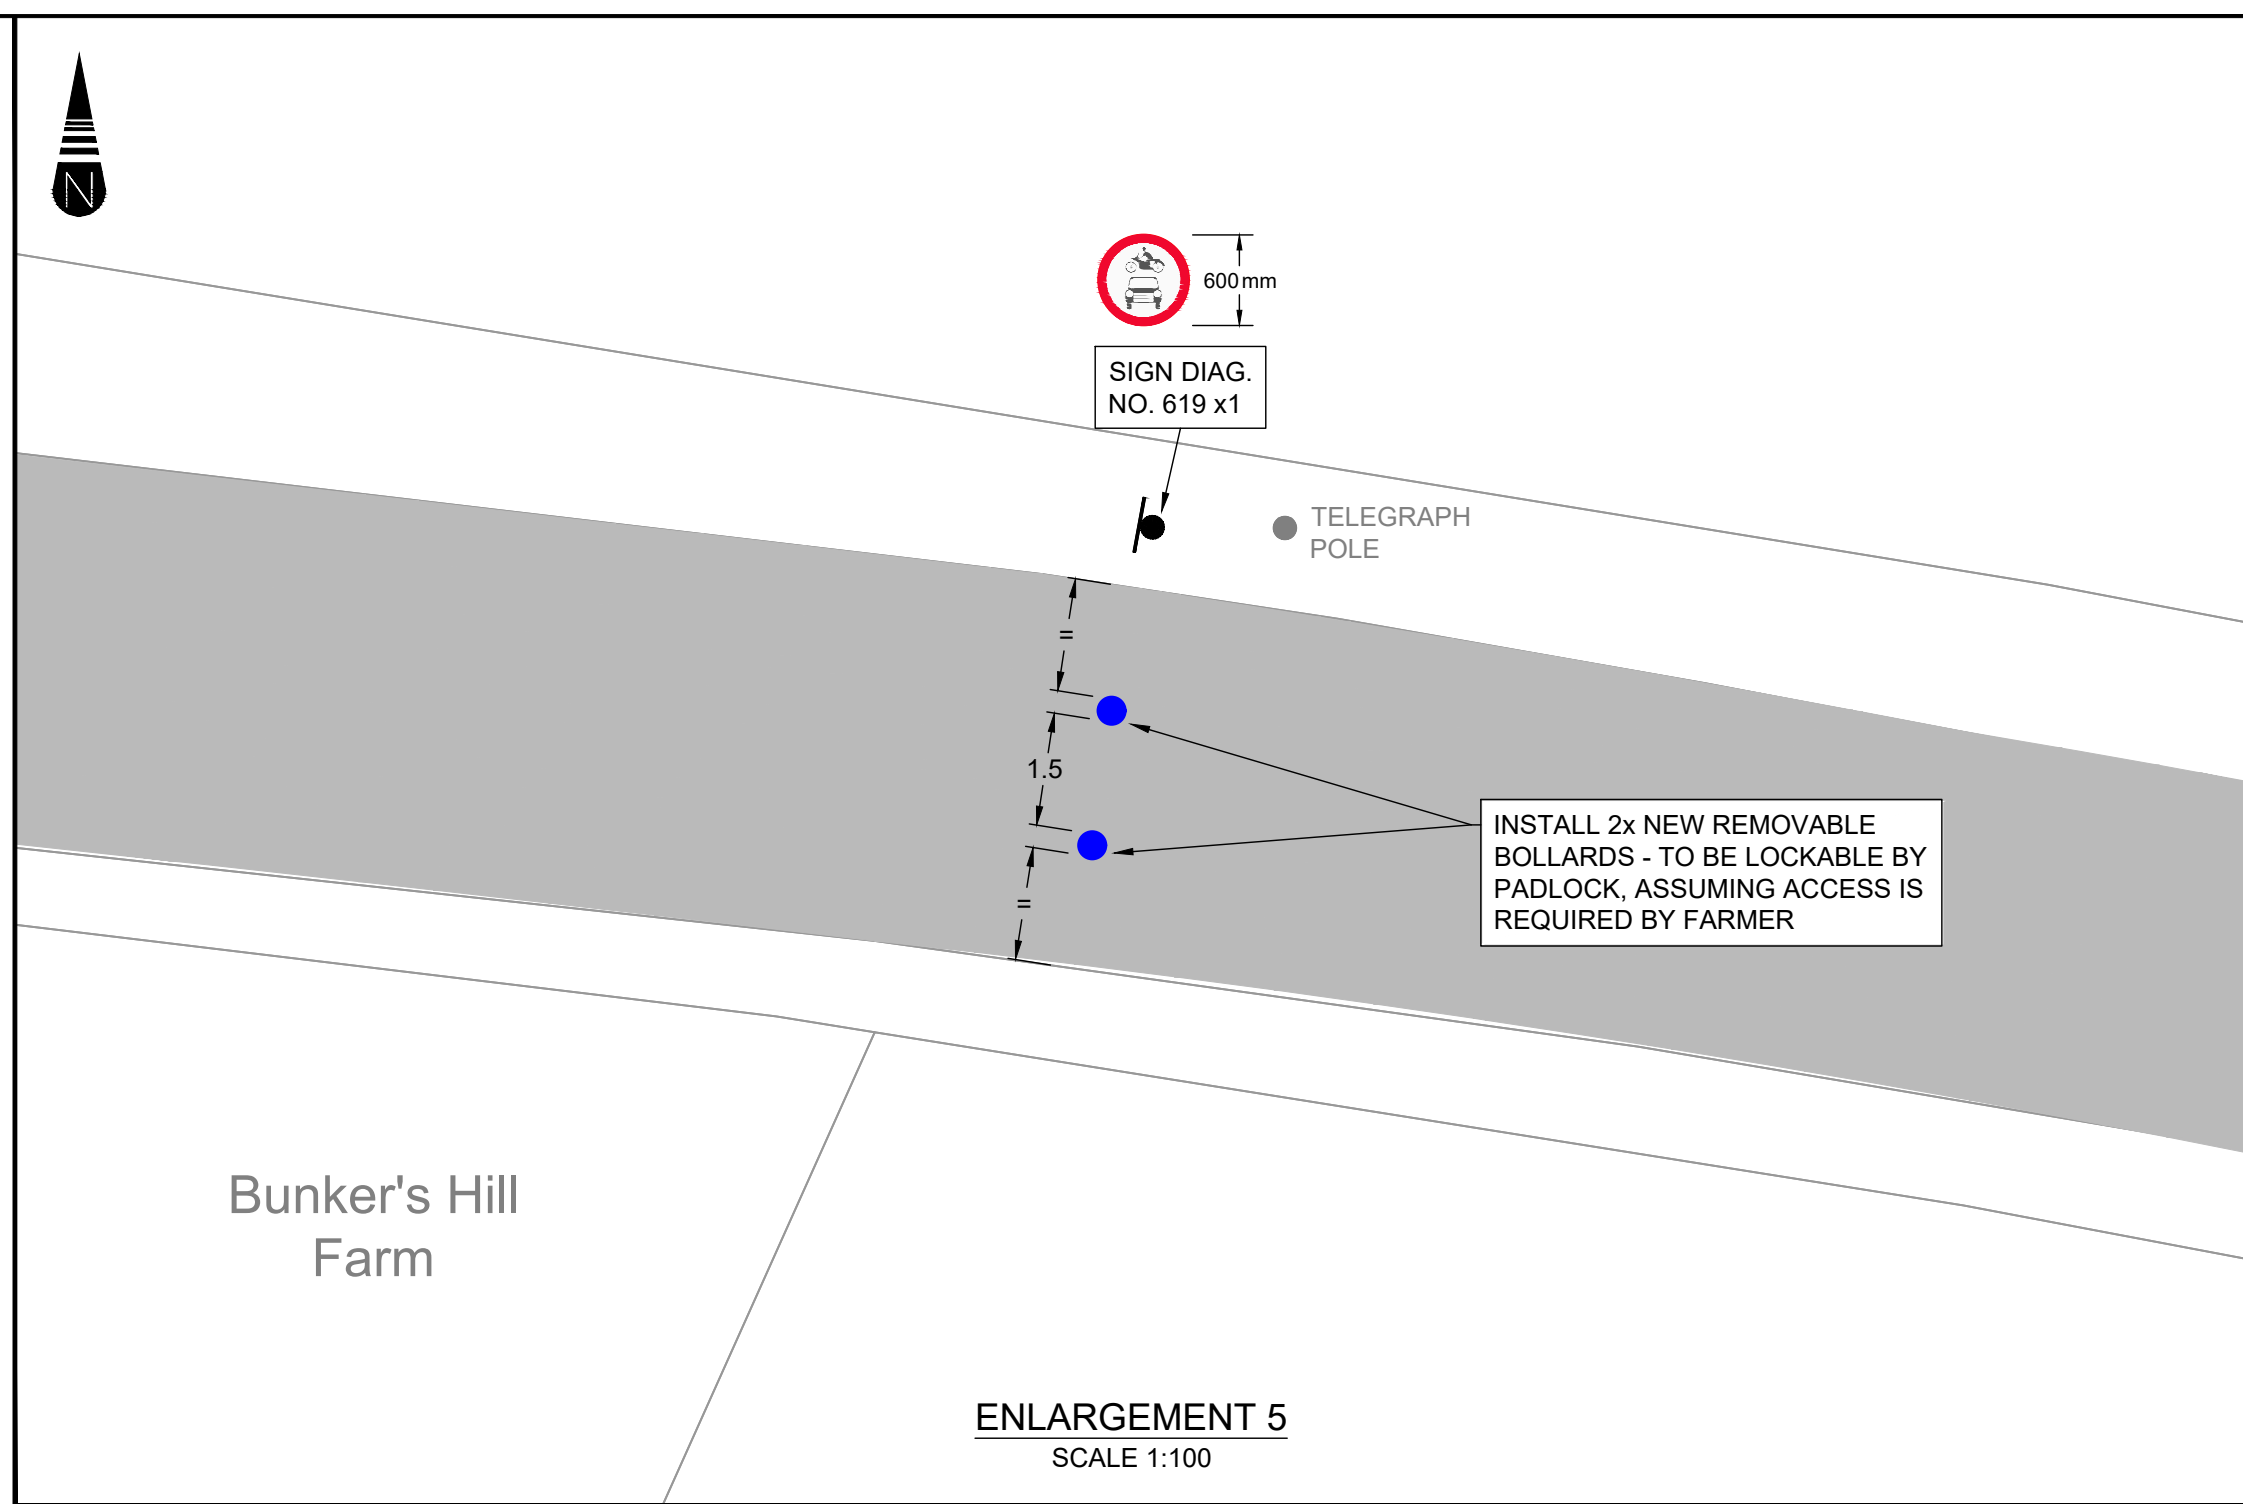 N
600mm
SIGN DIAG.
NO. 619 x1
TELEGRAPH
POLE
=
1.5
=
INSTALL 2x NEW REMOVABLE
BOLLARDS - TO BE LOCKABLE BY
PADLOCK, ASSUMING ACCESS IS
REQUIRED BY FARMER
Bunker's Hill
Farm
ENLARGEMENT 5
SCALE 1:100